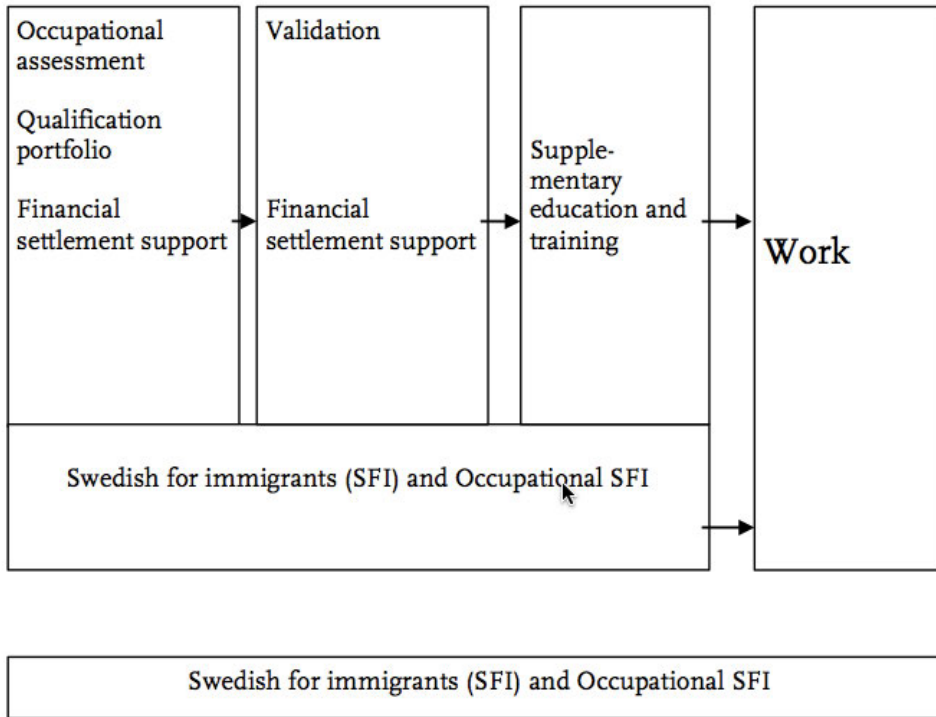 Occupational
assessment
Qualification
portfolio
Financial
settlement support
Validation
Financial
settlement support
Supple-
mentary
education and
training
Work
Swedish for immigrants (SFI) and Occupational SFI
Swedish for immigrants (SFI) and Occupational SFI